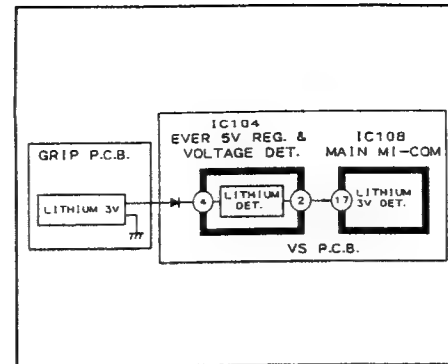 IC104
EVER 5V REG. &
VOLTAGE DET.
IC108
MAIN MI-COM
GRIP P.C.B.
LITHIUM 3V
4
LITHIUM
DET.
2
17
LITHIUM
3V DET.
VS P.C.B.